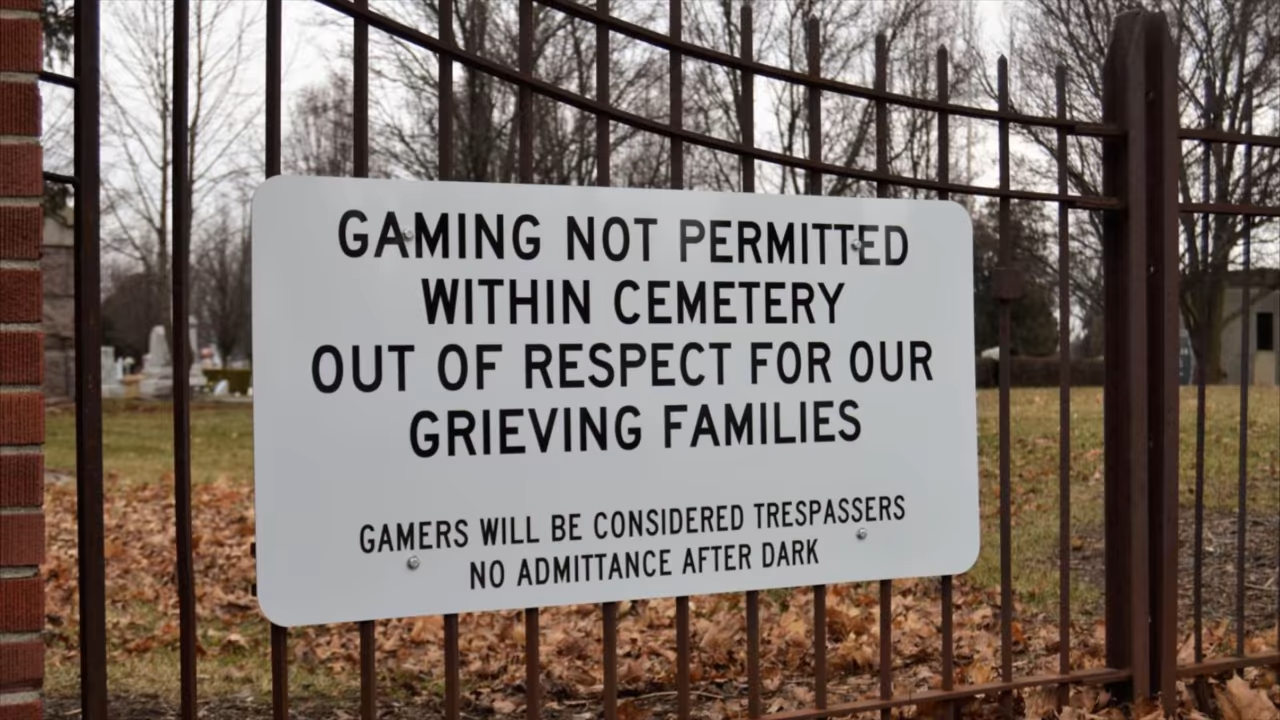 GAMING NOT PERMITTED
WITHIN CEMETERY
OUT OF RESPECT FOR OUR
GRIEVING FAMILIES
GAMERS WILL BE CONSIDERED TRESPASSERS
NO ADMITTANCE AFTER DARK